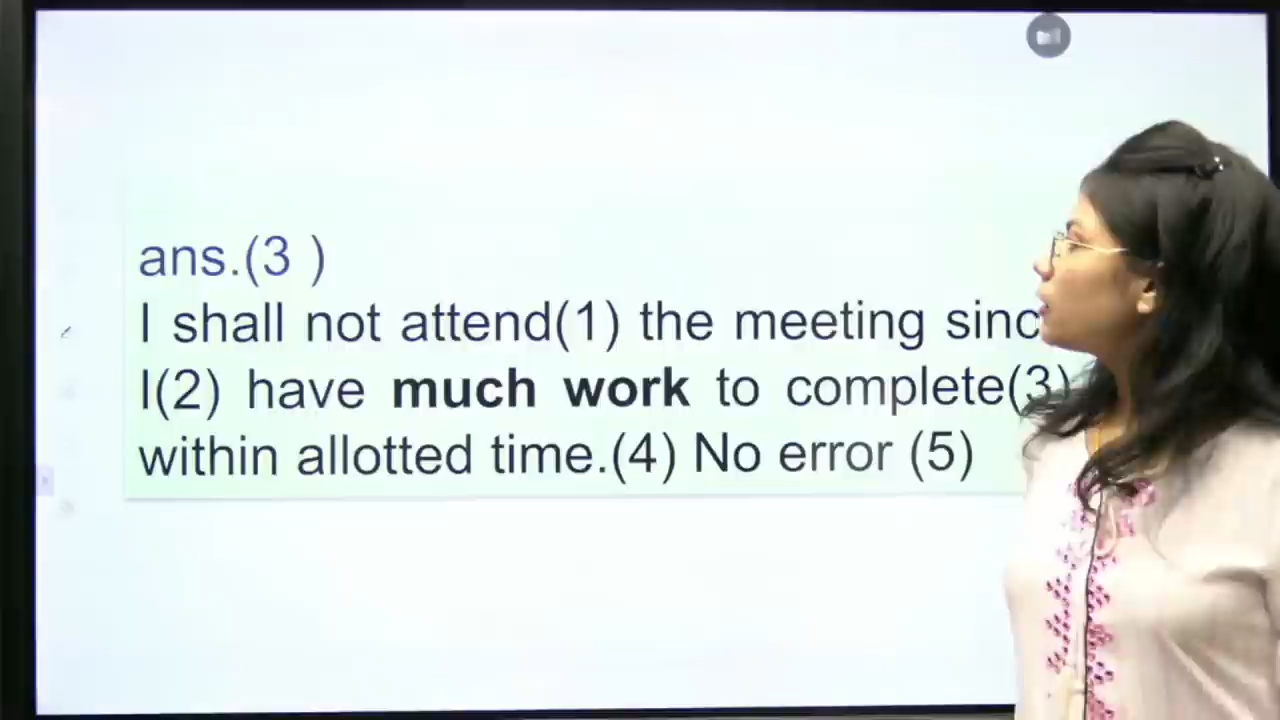 ans.(3 )
I shall not attend(1) the meeting
I(2) have much work to complete(3)
within allotted time.(4) No error (5)